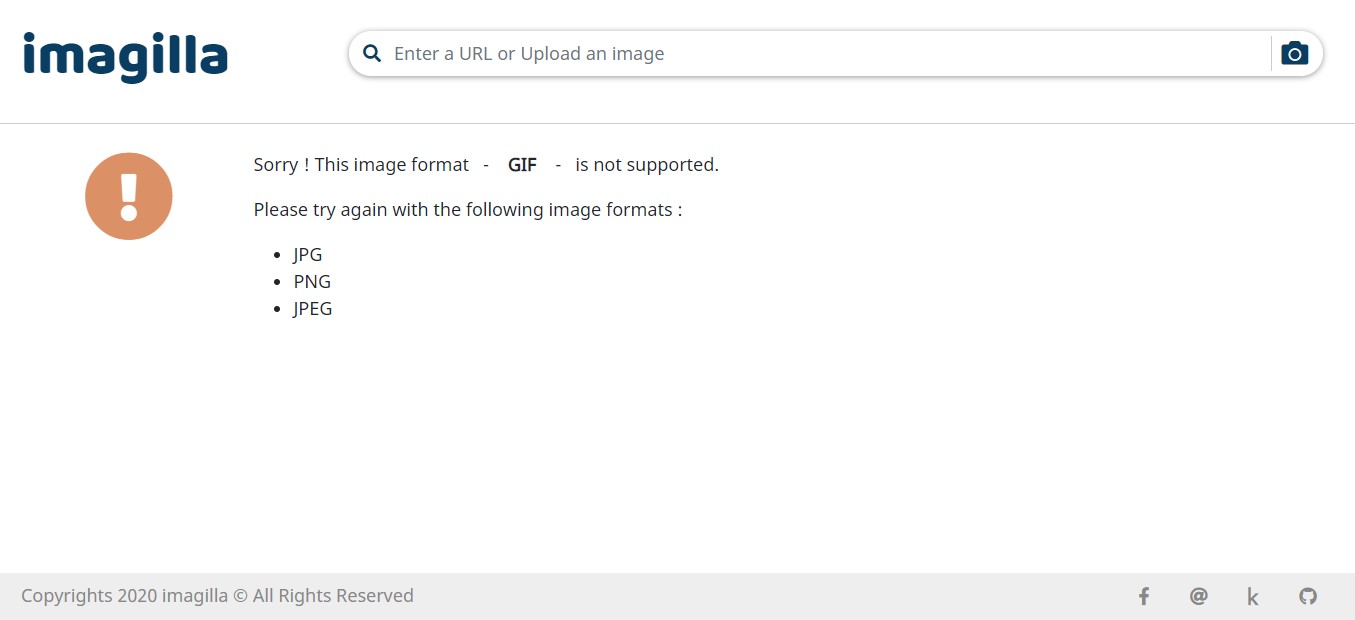 imagilla
Enter a URL or Upload an image
Sorry ! This image format - GIF - is not supported.
Please try again with the following image formats :
JPG
PNG
JPEG
Copyrights 2020 imagilla © All Rights Reserved